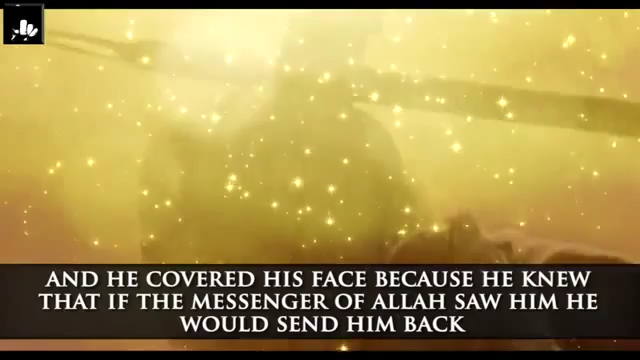 AND HE COVERED HIS FACE BECAUSE HE KNEW
THAT IF THE MESSENGER OF ALLAH SAW HIM HE
WOULD SEND HIM BACK